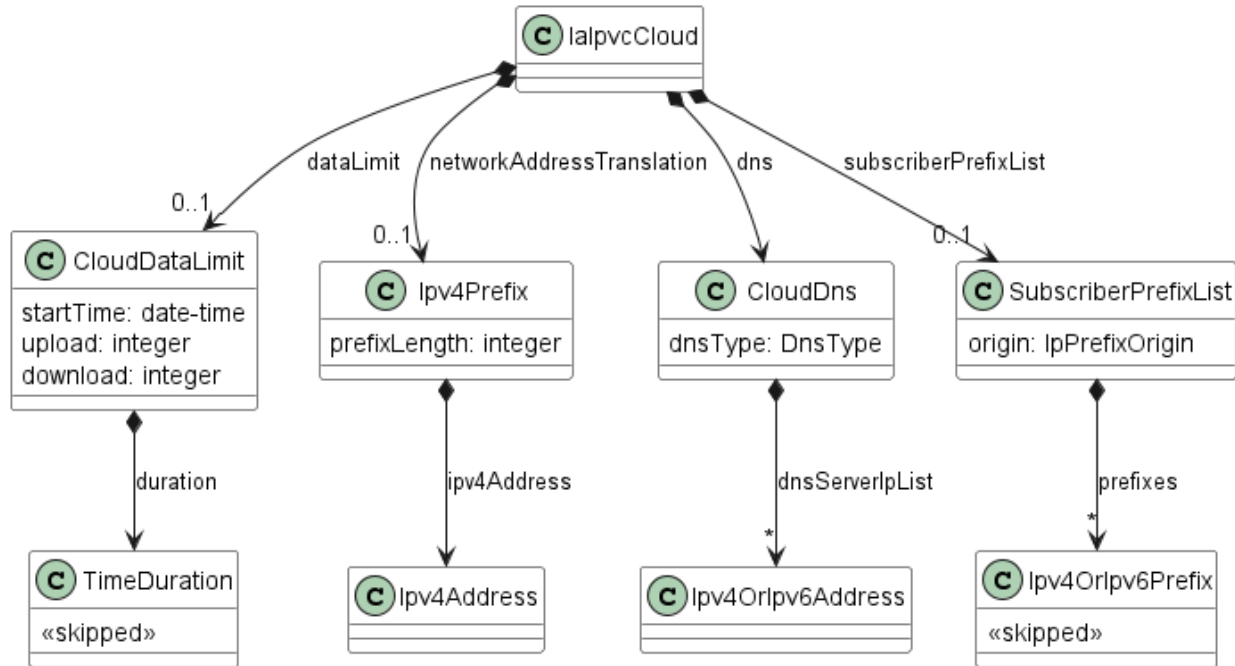 C IaIpvcCloud
dataLimit
networkAddressTranslation
dns
subscriberPrefixList
0..1
0..1
0..1
C CloudDataLimit
startTime: date-time
upload: integer
download: integer
C Ipv4Prefix
prefixLength: integer
C CloudDns
dnsType: DnsType
C SubscriberPrefixList
origin: IpPrefixOrigin
duration
ipv4Address
dnsServerIpList
prefixes
*
*
C TimeDuration
«skipped»
C Ipv4Address
C Ipv4OrIpv6Address
C Ipv4OrIpv6Prefix
«skipped»